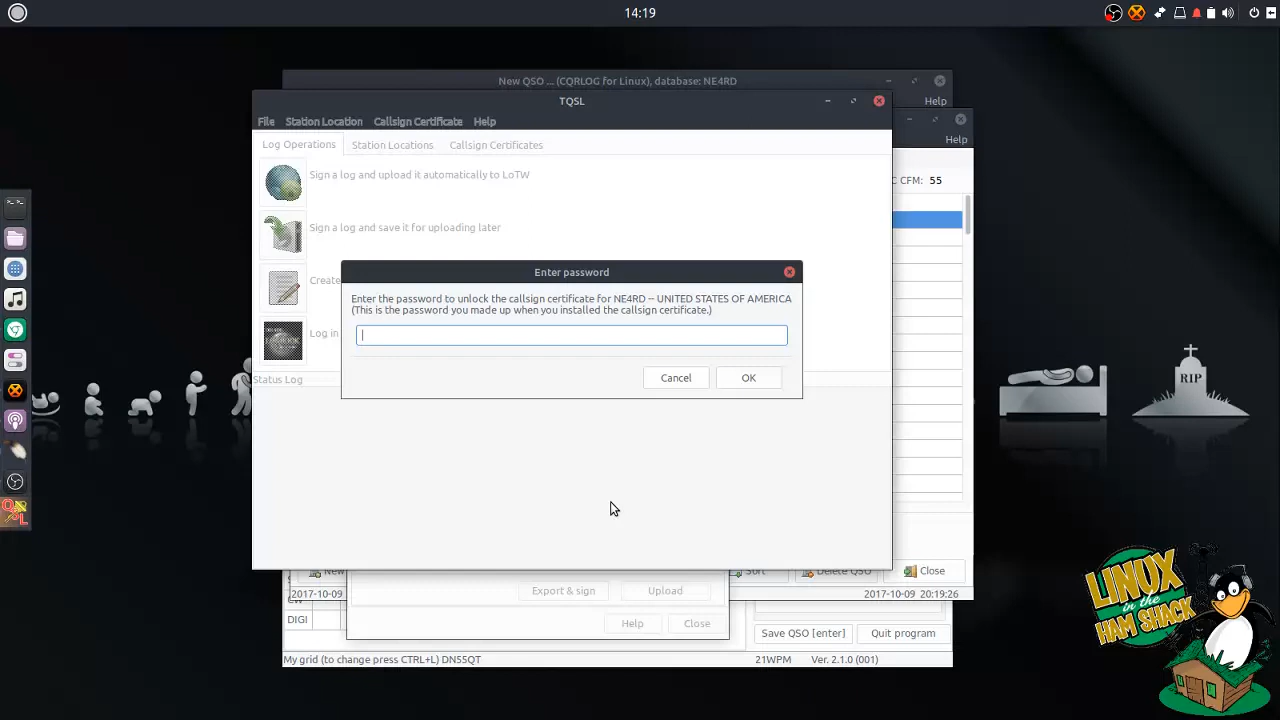 14:19
New QSO ... (CQRLOG for Linux), database: NE4RD
Help
TQSL
File Station Location Callsign Certificate Help
Help
Log Operations Station Locations Callsign Certificates
Sign a log and upload it automatically to LoTW
C CFM: 55
Sign a log and save it for uploading later
Create
Enter password
Enter the password to unlock the callsign certificate for NE4RD -- UNITED STATES OF AMERICA
(This is the password you made up when you installed the callsign certificate.)
Log in
Cancel OK
Status Log
RIP
New
Sort Delete QSO Close
Export & sign Upload
2017-10-09 2017-10-09 20:19:26
CW
DIGI
Help Close
Save QSO [enter] Quit program
My grid (to change press CTRL+L) DN55QT 21WPM Ver. 2.1.0 (001)
LINUX
in the
HAM SHACK